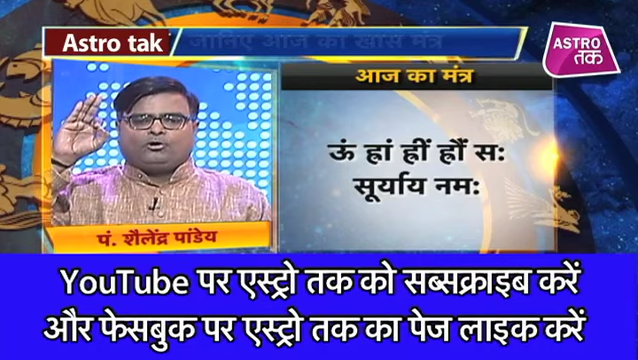 Astro tak
जानिए आज का खास मंत्र
ASTRO
तक
आज का मंत्र
ऊं ह्रां ह्रीं ह्रौं स:
सूर्याय नम:
पं. शैलेंद्र पांडेय
YouTube पर एस्ट्रो तक को सब्सक्राइब करें
और फेसबुक पर एस्ट्रो तक का पेज लाइक करें